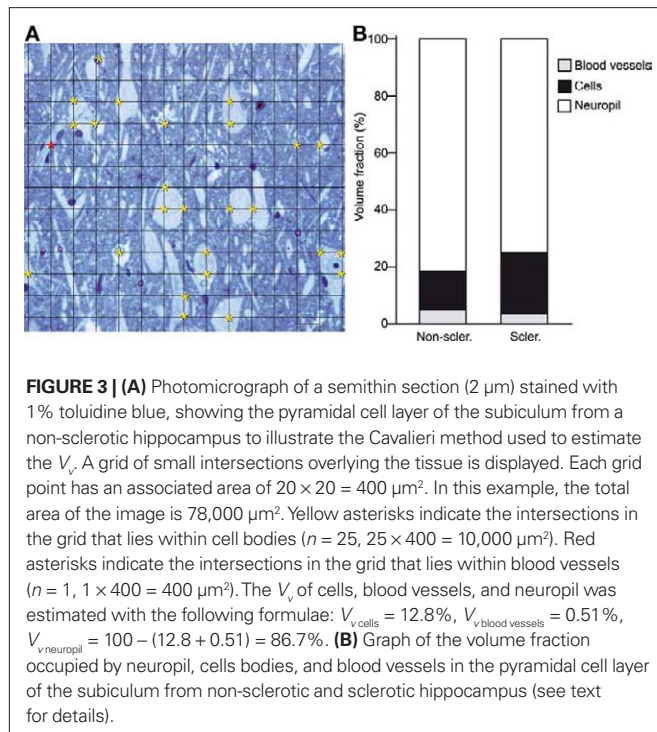 A
B
100
80
60
40
20
0
Volume fraction (%)
Non-scler.
Scler.
Blood vessels
Cells
Neuropil
FIGURE 3 | (A) Photomicrograph of a semithin section (2 μm) stained with
1% toluidine blue, showing the pyramidal cell layer of the subiculum from a
non-sclerotic hippocampus to illustrate the Cavalieri method used to estimate
the Vv. A grid of small intersections overlying the tissue is displayed. Each grid
point has an associated area of 20 × 20 = 400 μm². In this example, the total
area of the image is 78,000 μm². Yellow asterisks indicate the intersections in
the grid that lies within cell bodies (n = 25, 25 × 400 = 10,000 μm²). Red
asterisks indicate the intersections in the grid that lies within blood vessels
(n = 1, 1 × 400 = 400 μm²). The Vv of cells, blood vessels, and neuropil was
estimated with the following formulae: Vv cells = 12.8%, Vv blood vessels = 0.51%,
Vv neuropil = 100 – (12.8 + 0.51) = 86.7%. (B) Graph of the volume fraction
occupied by neuropil, cells bodies, and blood vessels in the pyramidal cell layer
of the subiculum from non-sclerotic and sclerotic hippocampus (see text
for details).